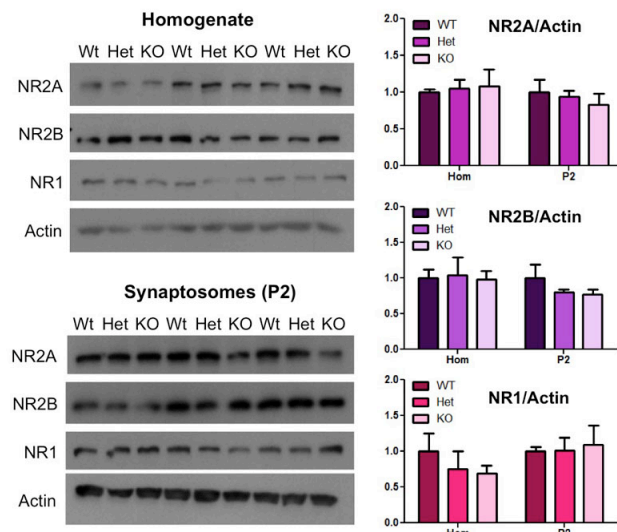 Homogenate
Wt Het KO Wt Het KO Wt Het KO
NR2A
NR2B
NR1
Actin
Synaptosomes (P2)
Wt Het KO Wt Het KO Wt Het KO
NR2A
NR2B
NR1
Actin
NR2A/Actin
WT
Het
KO
2.0
1.5
1.0
0.5
0.0
Hom P2
NR2B/Actin
WT
Het
KO
2.0
1.5
1.0
0.5
0.0
Hom P2
NR1/Actin
WT
Het
KO
2.0
1.5
1.0
0.5
0.0
Hom P2